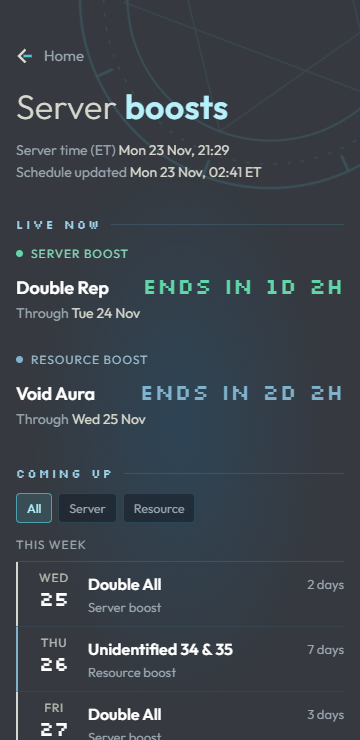 Home
Server boosts
Server time (ET) Mon 23 Nov, 21:29
Schedule updated Mon 23 Nov, 02:41 ET
LIVE NOW
SERVER BOOST
Double Rep ENDS IN 1D 2H
Through Tue 24 Nov
RESOURCE BOOST
Void Aura ENDS IN 2D 2H
Through Wed 25 Nov
COMING UP
All Server Resource
THIS WEEK
WED 25 Double All 2 days
Server boost
THU 26 Unidentified 34 & 35 7 days
Resource boost
FRI 27 Double All 3 days
Server boost